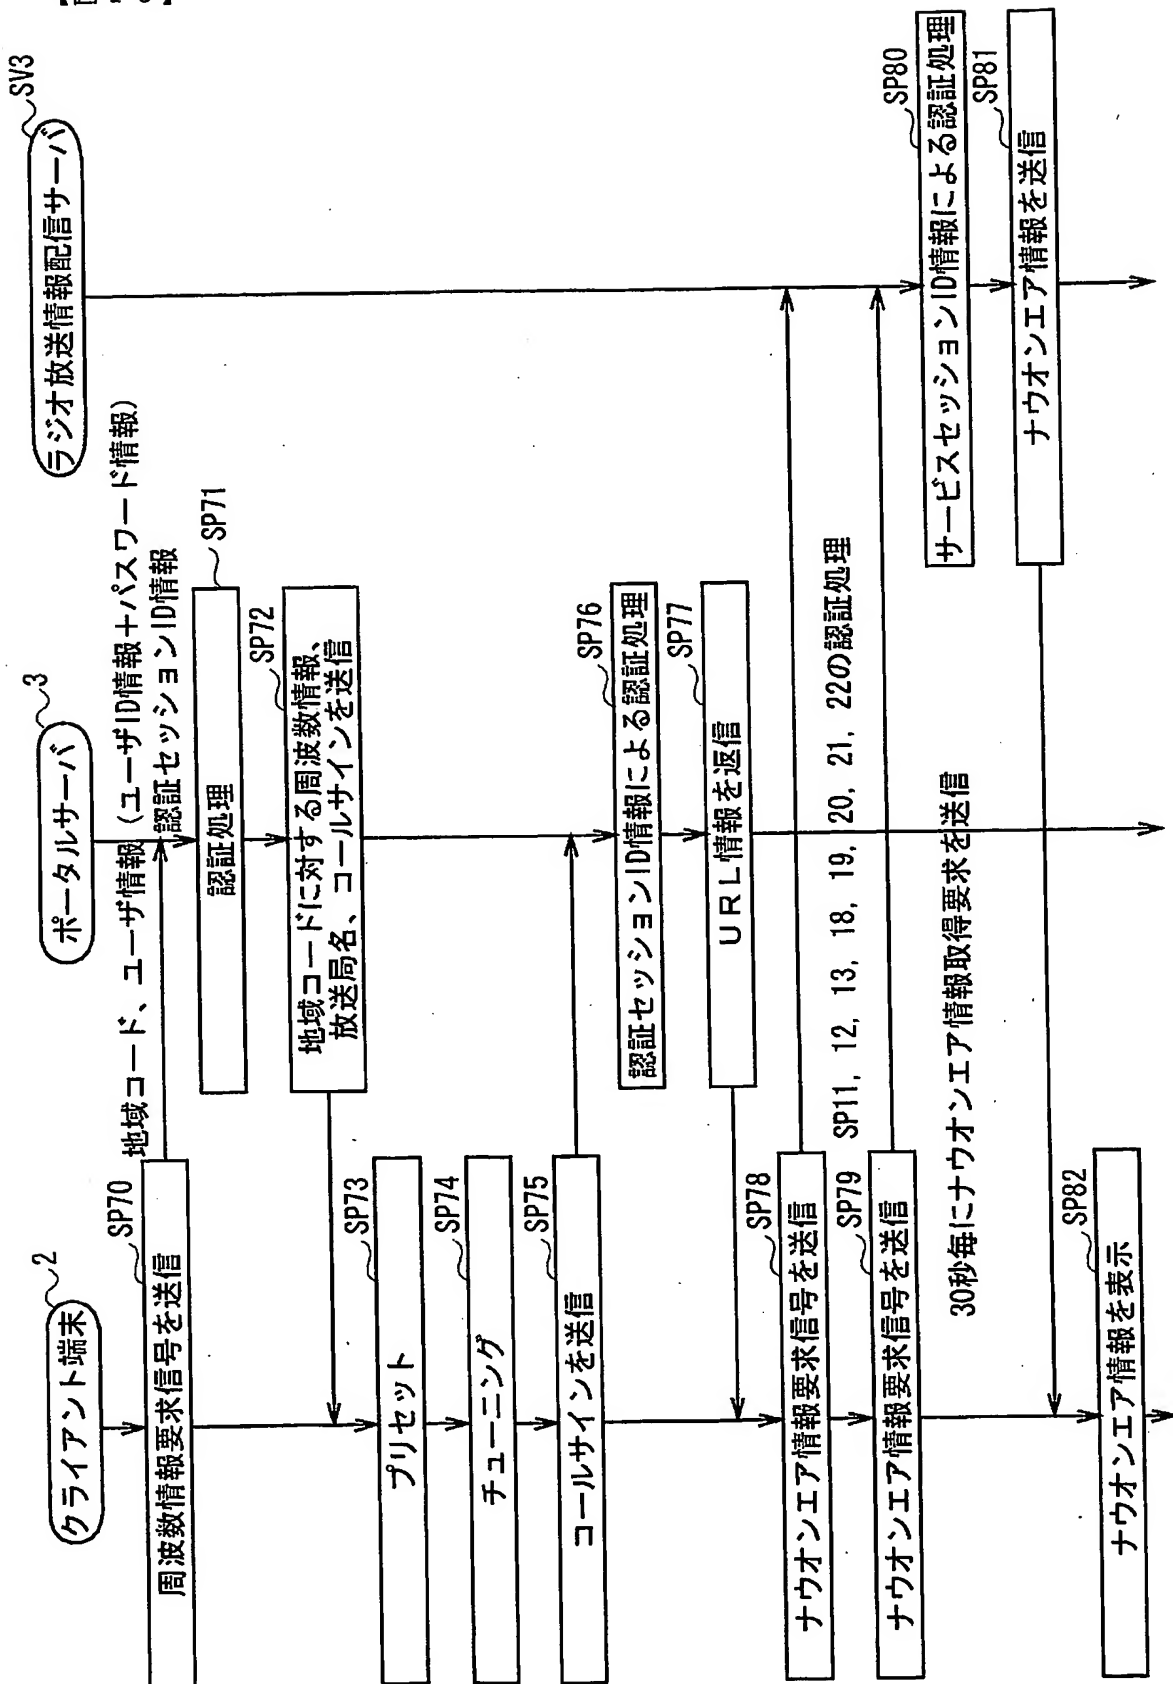 クライアント端末
2
ポータルサーバ
3
ラジオ放送情報配信サーバ
SV3
SP70
周波数情報要求信号を送信
地域コード、ユーザ情報(ユーザID情報+パスワード情報)
認証セッションID情報
SP71
認証処理
SP72
地域コードに対する周波数情報、
放送局名、コールサインを送信
SP73
プリセット
SP74
チューニング
SP75
コールサインを送信
SP76
認証セッションID情報による認証処理
SP77
URL情報を返信
SP78
ナウオンエア情報要求信号を送信
SP11, 12, 13, 18, 19, 20, 21, 22の認証処理
SP79
ナウオンエア情報要求信号を送信
30秒毎にナウオンエア情報取得要求を送信
SP80
サービスセッションID情報による認証処理
SP81
ナウオンエア情報を送信
SP82
ナウオンエア情報を表示